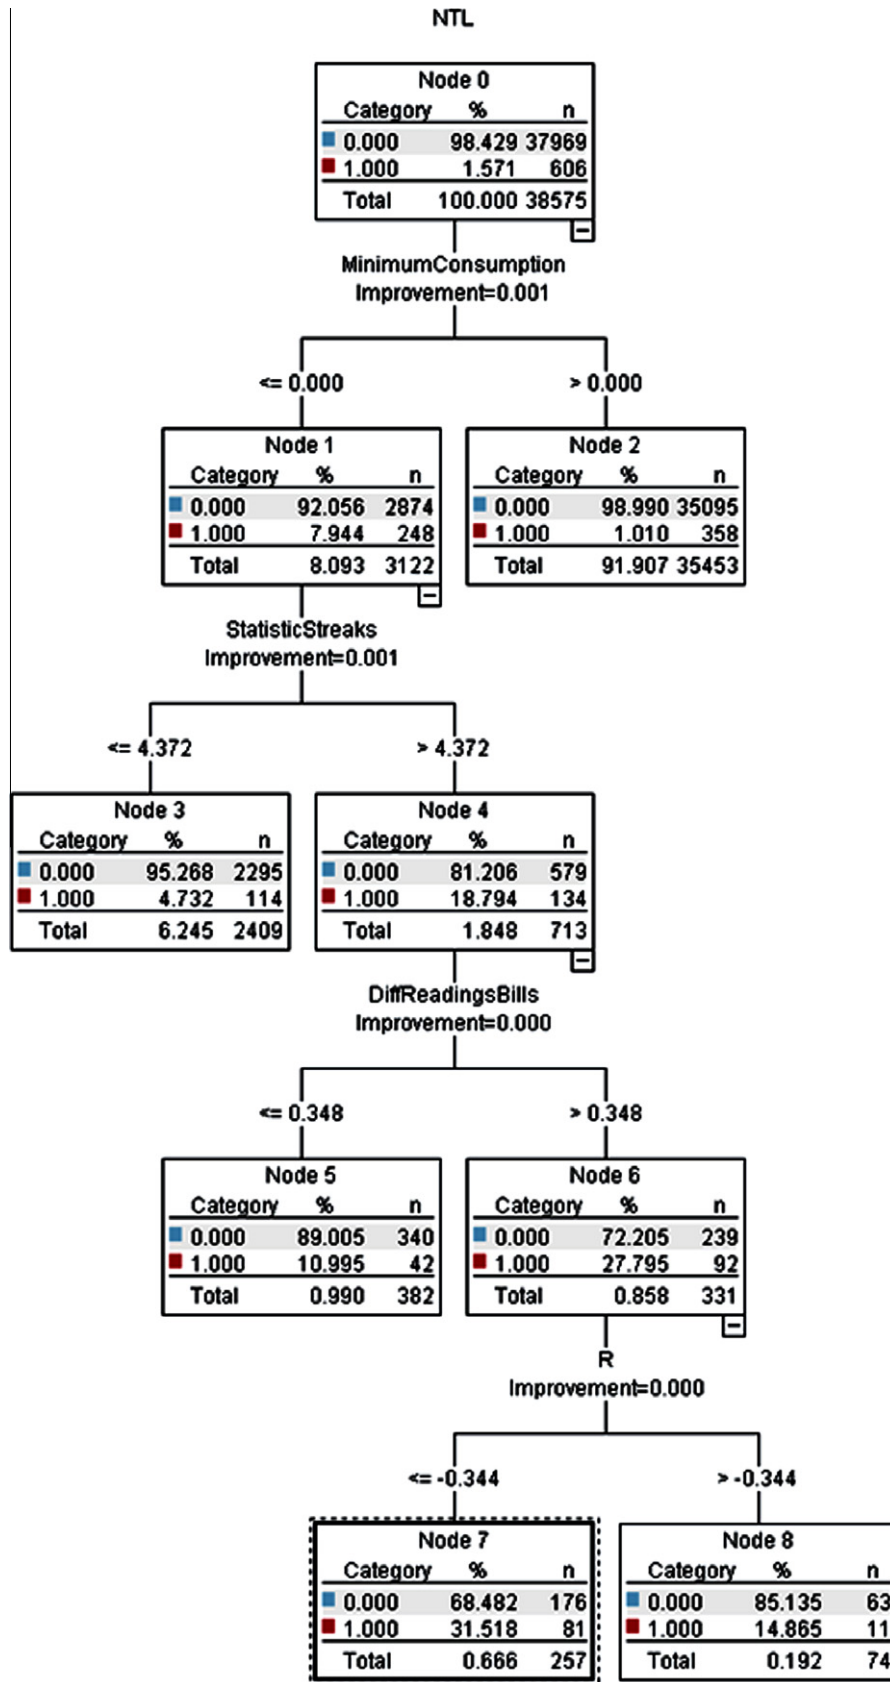 NTL
Node 0
Category % n
0.000 98.429 37969
1.000 1.571 606
Total 100.000 38575
MinimumConsumption
Improvement=0.001
<= 0.000 > 0.000
Node 1
Category % n
0.000 92.056 2874
1.000 7.944 248
Total 8.093 3122
Node 2
Category % n
0.000 98.990 35095
1.000 1.010 358
Total 91.907 35453
StatisticStreaks
Improvement=0.001
<= 4.372 > 4.372
Node 3
Category % n
0.000 95.268 2295
1.000 4.732 114
Total 6.245 2409
Node 4
Category % n
0.000 81.206 579
1.000 18.794 134
Total 1.848 713
DiffReadingsBills
Improvement=0.000
<= 0.348 > 0.348
Node 5
Category % n
0.000 89.005 340
1.000 10.995 42
Total 0.990 382
Node 6
Category % n
0.000 72.205 239
1.000 27.795 92
Total 0.858 331
R
Improvement=0.000
<= -0.344 > -0.344
Node 7
Category % n
0.000 68.482 176
1.000 31.518 81
Total 0.666 257
Node 8
Category % n
0.000 85.135 63
1.000 14.865 11
Total 0.192 74